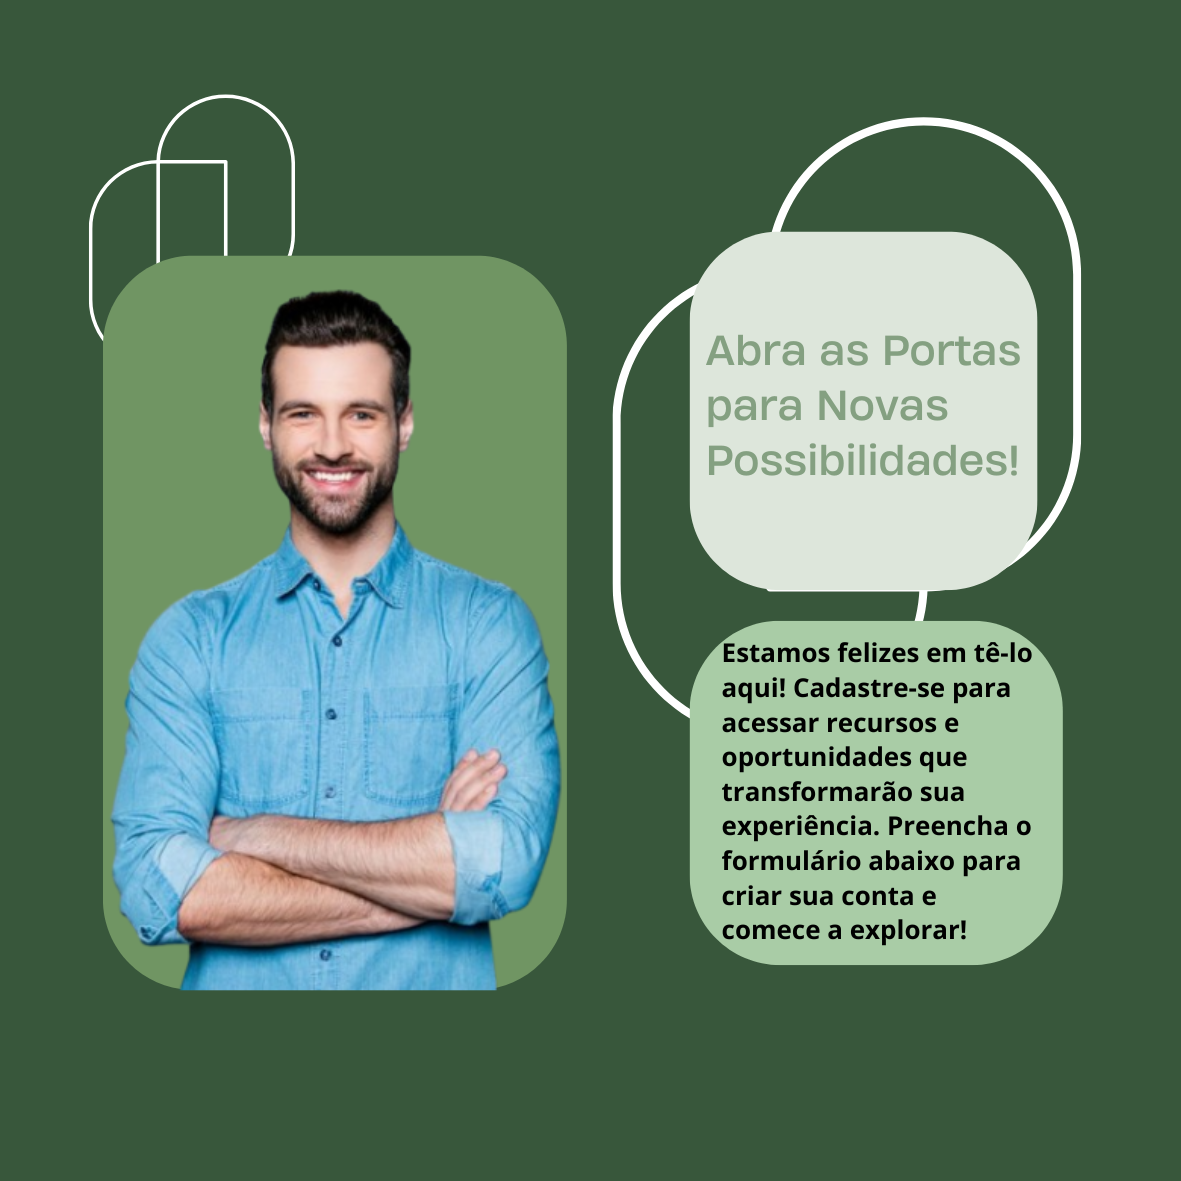 Abra as Portas
para Novas
Possibilidades!
Estamos felizes em tê-lo
aqui! Cadastre-se para
acessar recursos e
oportunidades que
transformarão sua
experiência. Preencha o
formulário abaixo para
criar sua conta e
comece a explorar!